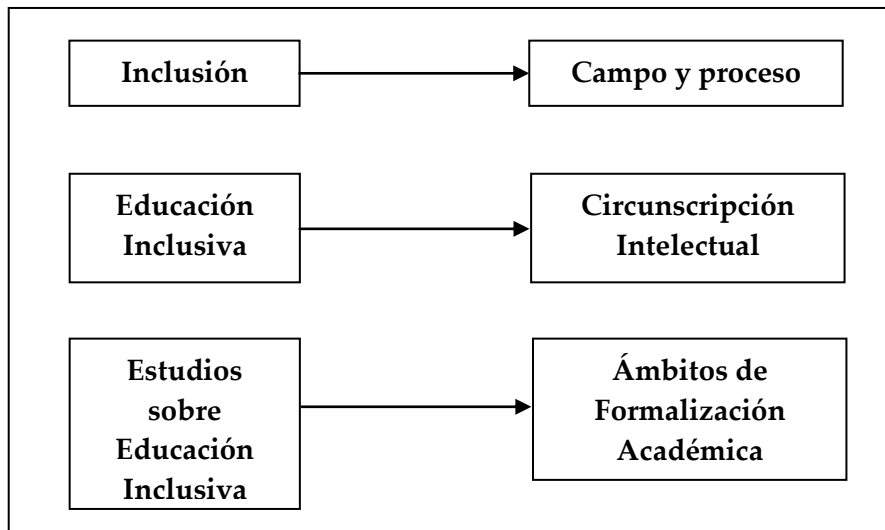 Inclusión
Campo y proceso
Educación
Inclusiva
Circunscripción
Intelectual
Estudios
sobre
Educación
Inclusiva
Ámbitos de
Formalización
Académica